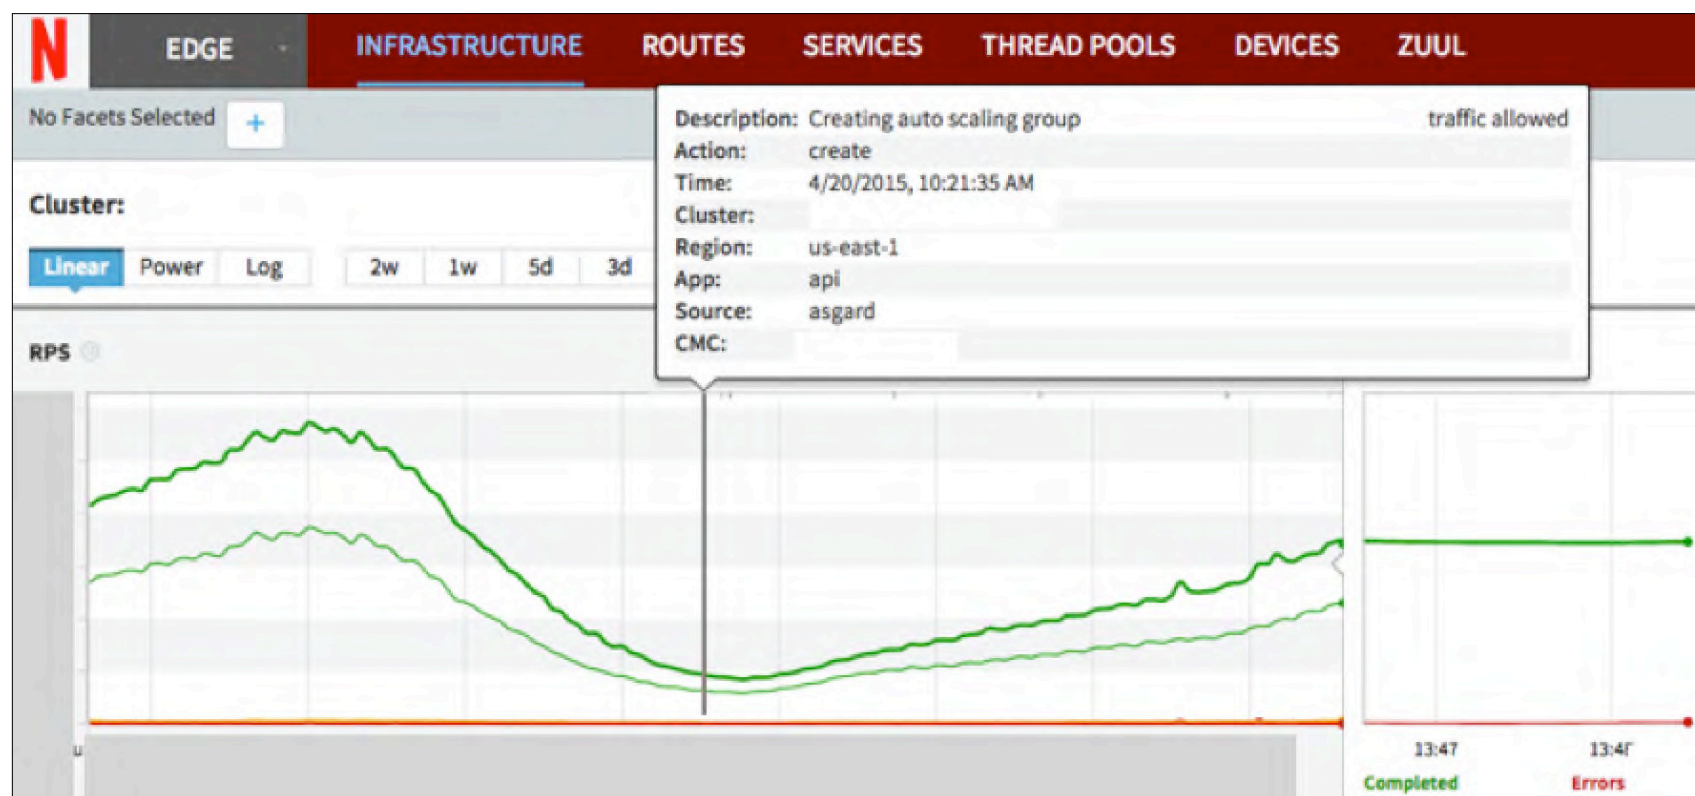 N EDGE INFRASTRUCTURE ROUTES SERVICES THREAD POOLS DEVICES ZUUL
No Facets Selected +
Description: Creating auto scaling group traffic allowed
Action: create
Time: 4/20/2015, 10:21:35 AM
Cluster:
Region: us-east-1
App: api
Source: asgard
CMC:
Cluster:
Linear Power Log 2w 1w 5d 3d
RPS
13:47
Completed Errors